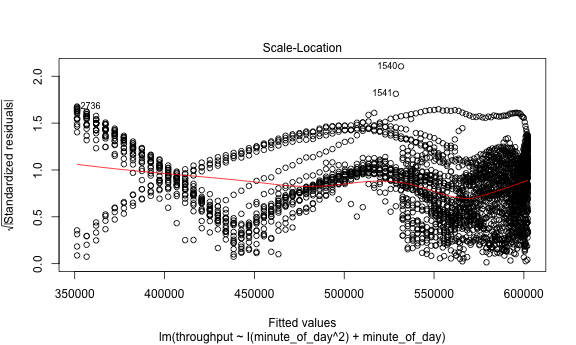 Scale-Location
√|Standardized residuals|
2.0
1.5
1.0
0.5
0.0
1540
1541
2736
350000 400000 450000 500000 550000 600000
Fitted values
lm(throughput ~ I(minute_of_day^2) + minute_of_day)